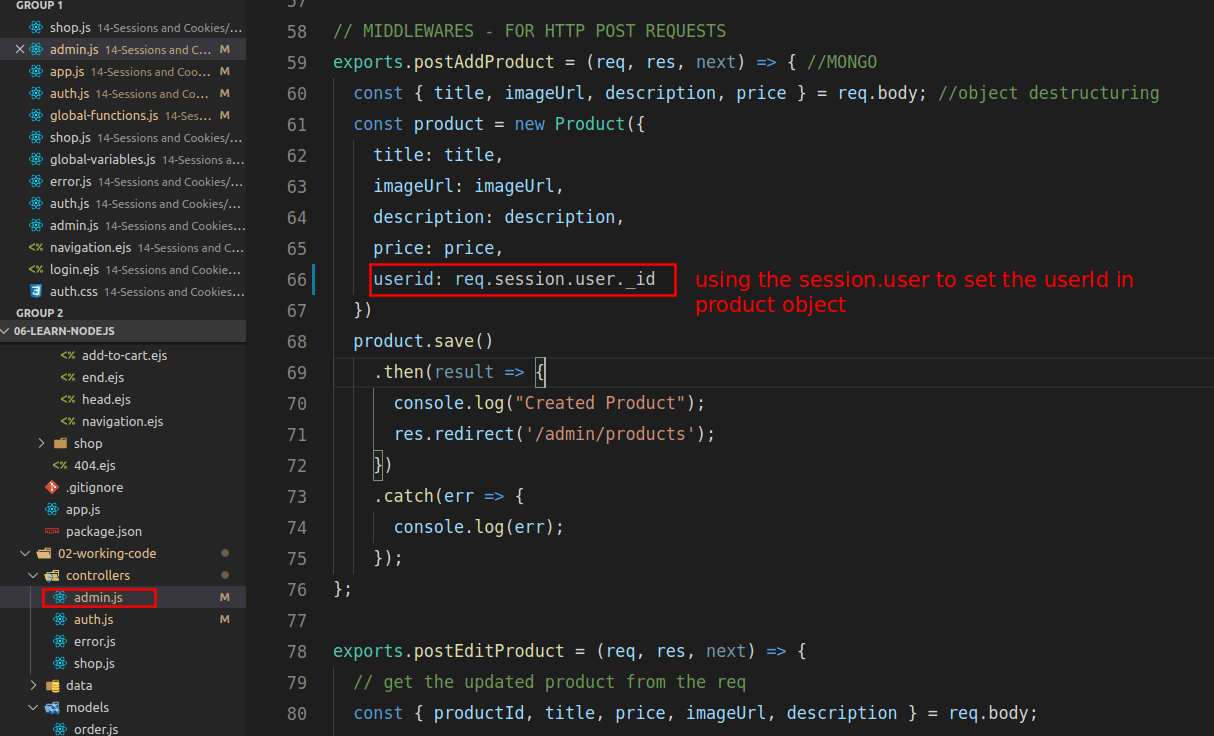 GROUP 1
shop.js 14-Sessions and Cookies/...
admin.js 14-Sessions and C... M
app.js 14-Sessions and Coo... M
auth.js 14-Sessions and Co... M
global-functions.js 14-Ses... M
shop.js 14-Sessions and Cookies/...
global-variables.js 14-Sessions a...
error.js 14-Sessions and Cookies/...
auth.js 14-Sessions and Cookies/...
admin.js 14-Sessions and Cookies...
<% navigation.ejs 14-Sessions and C...
<% login.ejs 14-Sessions and Cookies...
auth.css 14-Sessions and Cookies/...
GROUP 2
06-LEARN-NODEJS
<% add-to-cart.ejs
<% end.ejs
<% head.ejs
<% navigation.ejs
shop
<% 404.ejs
.gitignore
app.js
package.json
02-working-code
controllers
admin.js M
auth.js M
error.js
shop.js
data
models
order.js
57
58 // MIDDLEWARES - FOR HTTP POST REQUESTS
59 exports.postAddProduct = (req, res, next) => { //MONGO
60 const { title, imageUrl, description, price } = req.body; //object destructuring
61 const product = new Product({
62 title: title,
63 imageUrl: imageUrl,
64 description: description,
65 price: price,
66 userid: req.session.user._id
using the session.user to set the userId in
product object
67 })
68 product.save()
69 .then(result => {
70 console.log("Created Product");
71 res.redirect('/admin/products');
72 })
73 .catch(err => {
74 console.log(err);
75 });
76 };
77
78 exports.postEditProduct = (req, res, next) => {
79 // get the updated product from the req
80 const { productId, title, price, imageUrl, description } = req.body;